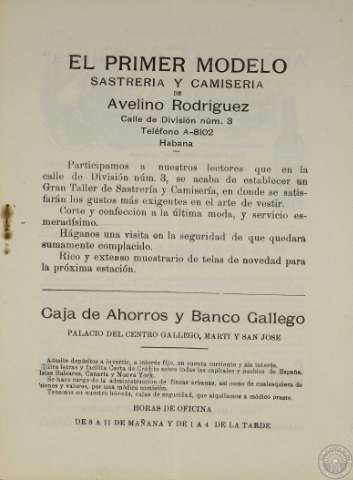 EL PRIMER MODELO
SASTRERIA Y CAMISERIA
DE
Avelino Rodriguez
Calle de División núm. 3
Teléfono A-8102
Habana
Participamos a nuestros lectores que en la
calle de División núm. 3, se acaba de establecer un
Gran Taller de Sastrería y Camisería, en donde se satis-
farán los gustos más exigentes en el arte de vestir.
Corte y confección a la última moda, y servicio es-
meradísimo.
Háganos una visita en la seguridad de que quedará
sumamente complacido.
Rico y extenso muestrario de telas de novedad para
la próxima estación.
Caja de Ahorros y Banco Gallego
PALACIO DEL CENTRO GALLEGO, MARTI Y SAN JOSE
Admite depósitos a invertir, a interés fijo, en cuenta corriente y sin interés.
Gira letras y facilita Carta de Crédito sobre todas las capitales y pueblos de España,
Islas Baleares, Canaria y Nueva York.
Se hace cargo de la administración de fincas urbanas, así como de cualesquiera de
bienes y valores, por una módica comisión.
Tenemos en nuestra bóveda, cajas de seguridad, que alquilamos a módico precio.
HORAS DE OFICINA
DE 8 A 11 DE MAÑANA Y DE 1 A 4 DE LA TARDE